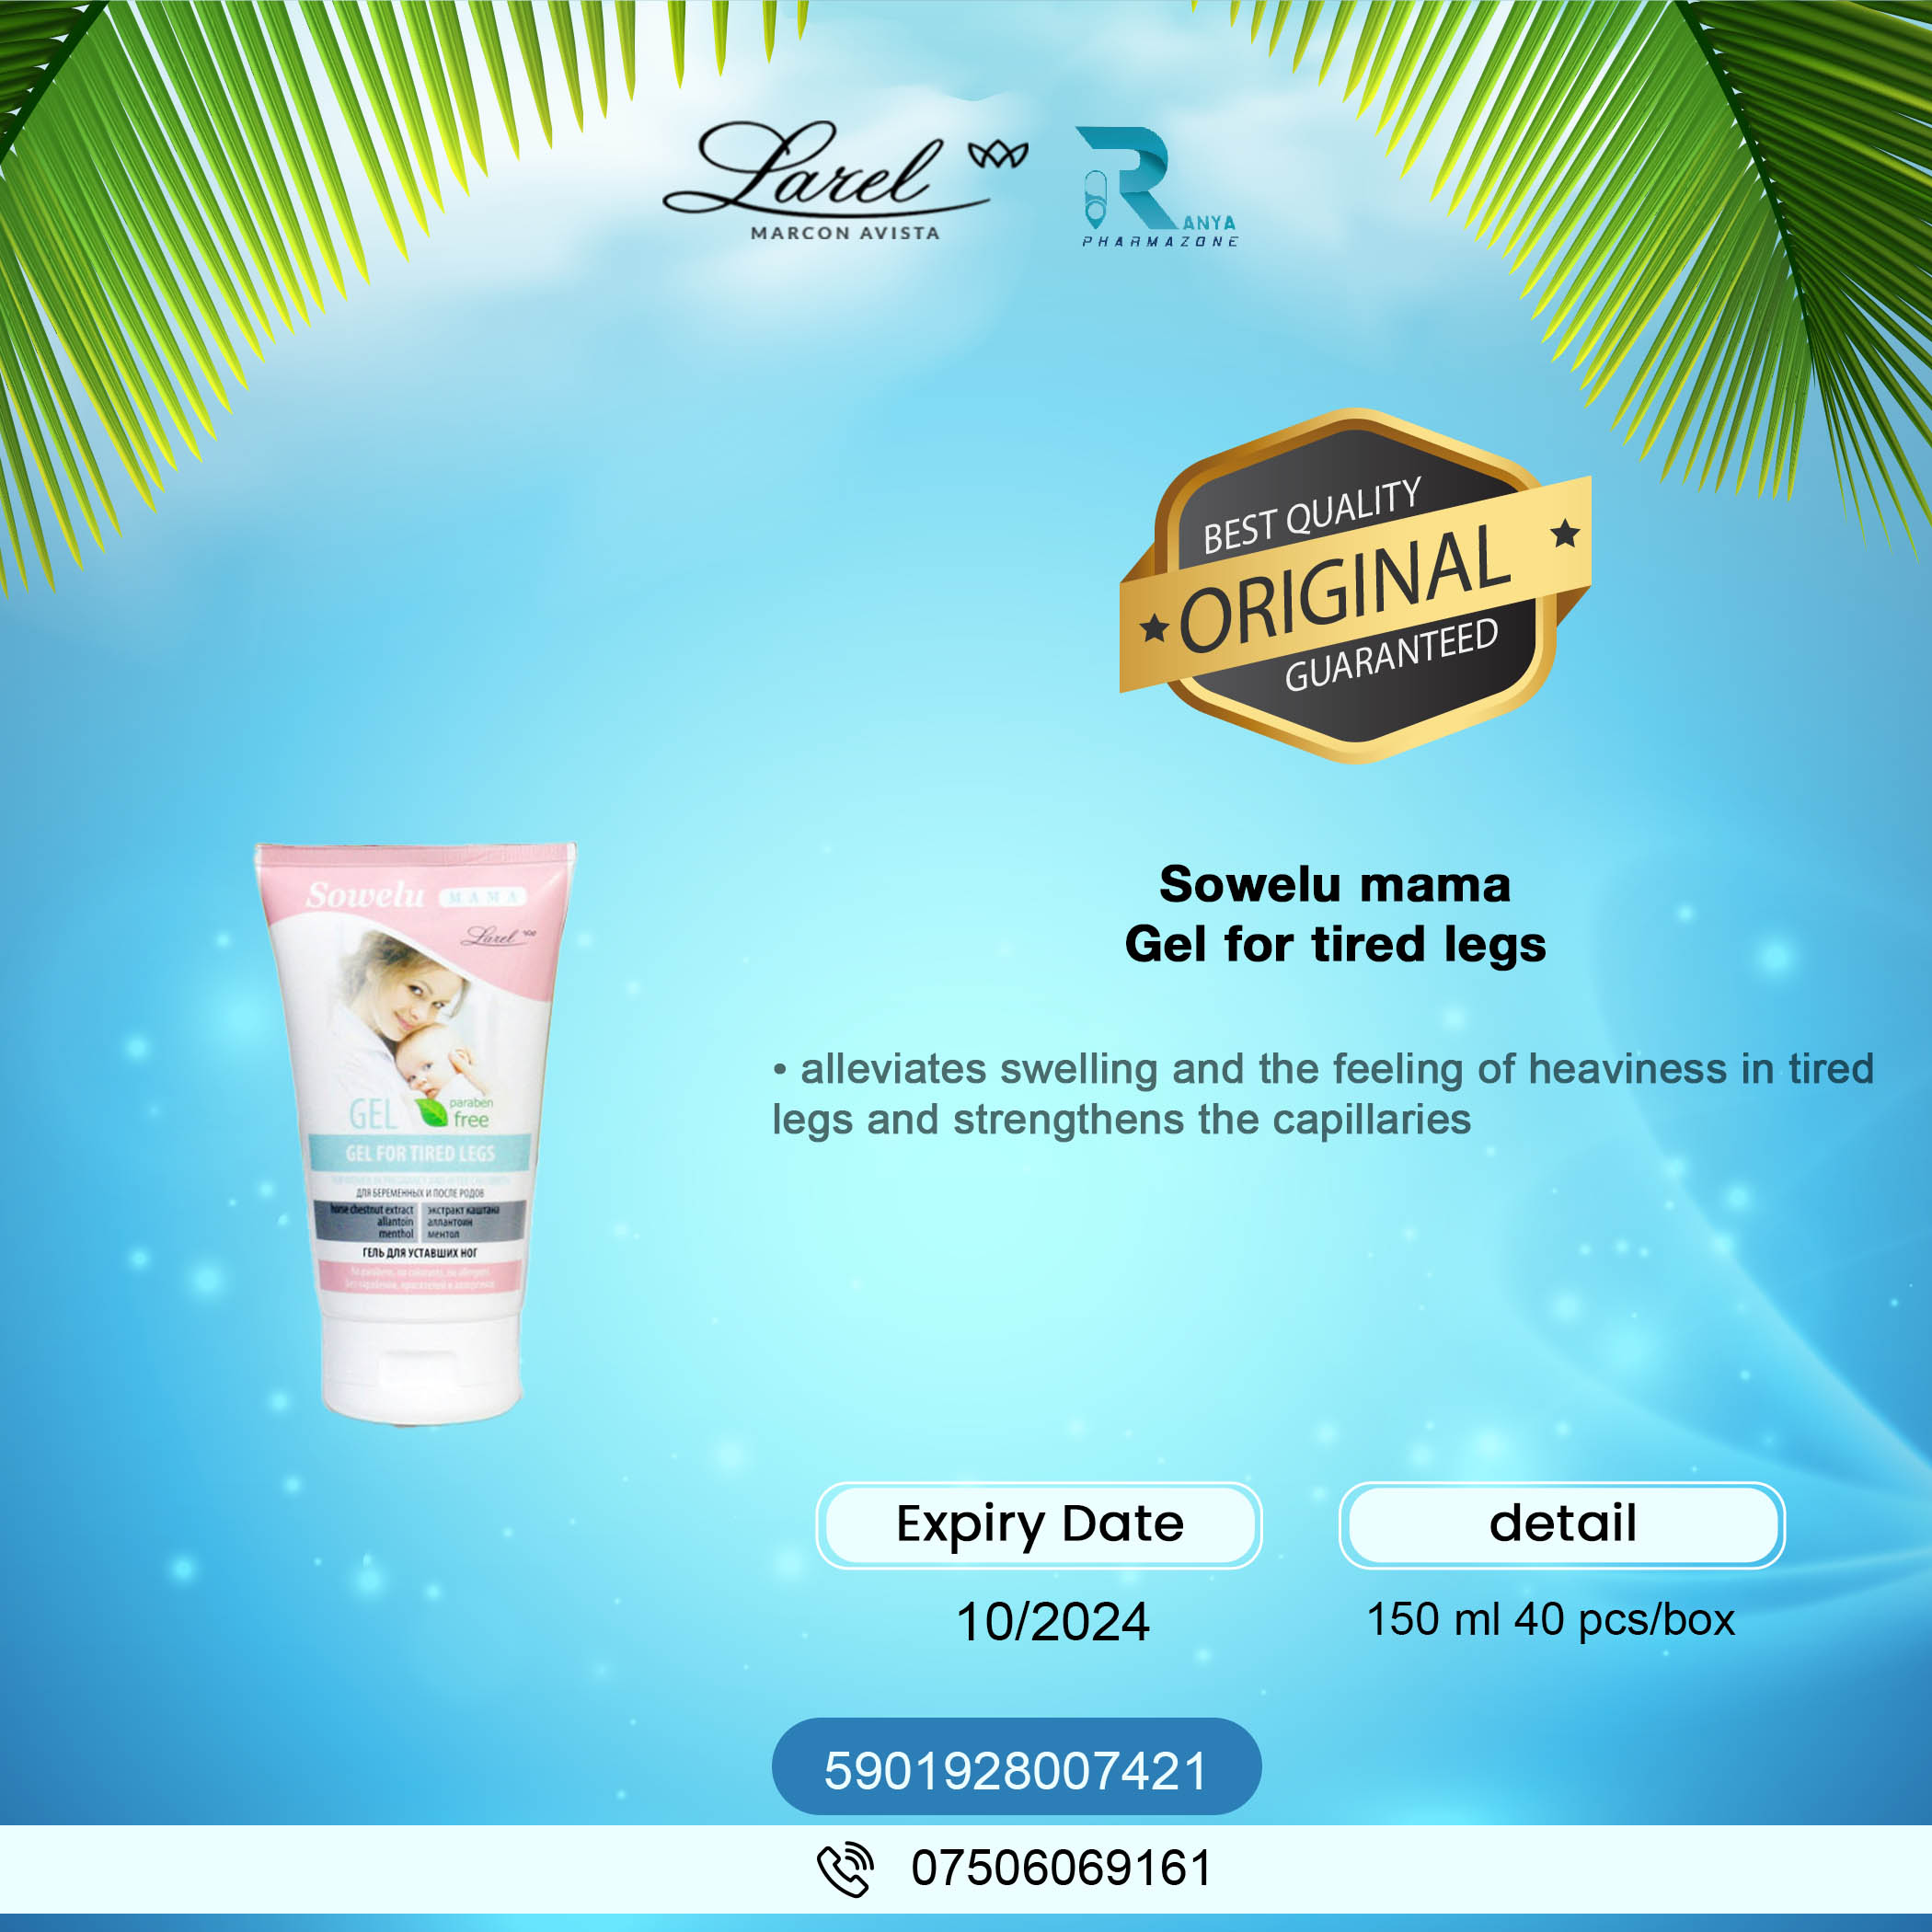 Larel
MARCON AVISTA
RANYA
PHARMAZONE
BEST QUALITY
ORIGINAL
GUARANTEED
Sowelu mama
Gel for tired legs
• alleviates swelling and the feeling of heaviness in tired
legs and strengthens the capillaries
Sowelu MAMA
Larel
GEL
paraben
free
GEL FOR TIRED LEGS
ДЛЯ БЕРЕМЕННЫХ И ПОСЛЕ РОДОВ
horse chestnut extract экстракт каштана
allantoin аллантоин
menthol ментол
ГЕЛЬ ДЛЯ УСТАВШИХ НОГ
Expiry Date
detail
10/2024
150 ml 40 pcs/box
5901928007421
07506069161